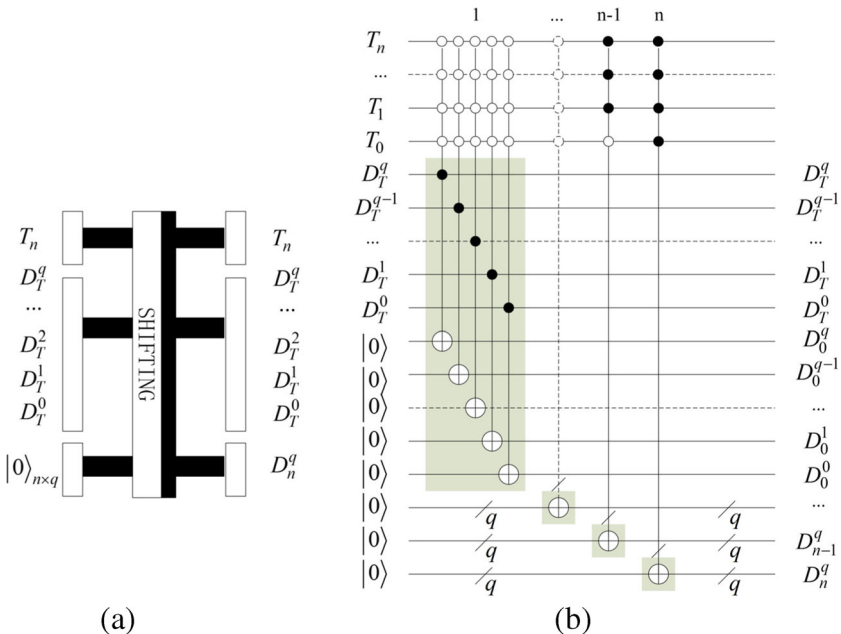 1 ... n-1 n
T_n
...
T_1
T_0
D_T^q D_T^q
D_T^{q-1} D_T^{q-1}
... ...
D_T^1 D_T^1
D_T^0 D_T^0
|0⟩ D_0^q
|0⟩ D_0^{q-1}
|0⟩ ...
|0⟩ D_0^1
|0⟩ D_0^0
|0⟩ q q ...
|0⟩ q q D_{n-1}^q
|0⟩ q q D_n^q
T_n T_n
D_T^q D_T^q
... ...
D_T^2 D_T^2
D_T^1 D_T^1
D_T^0 D_T^0
|0⟩_{n×q} D_n^q
SHIFTING
(a) (b)